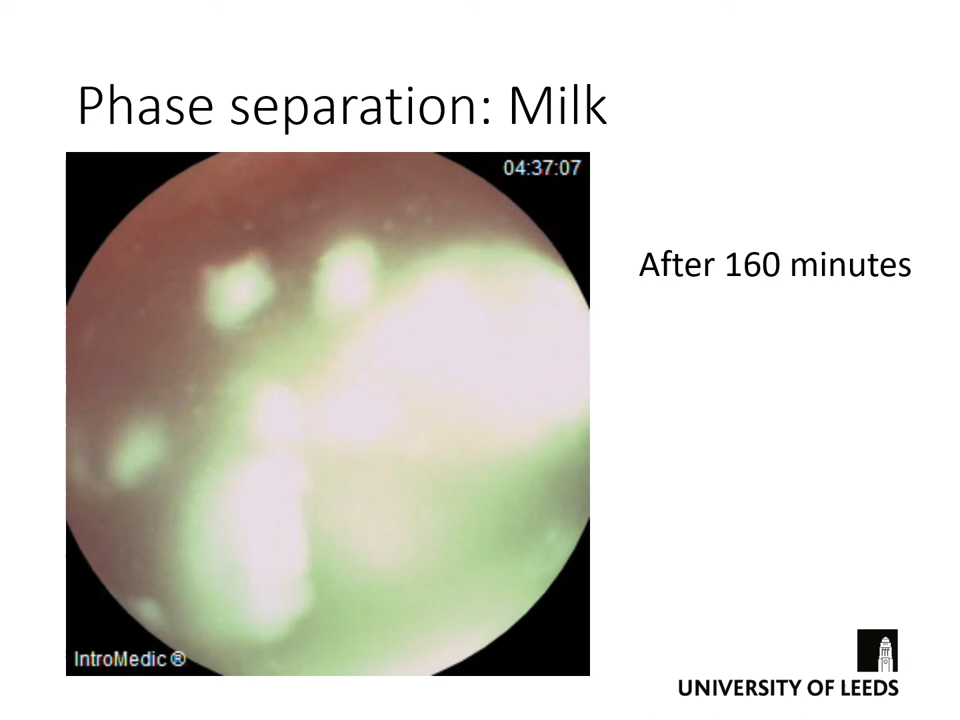 Phase separation: Milk
04:37:07
After 160 minutes
IntroMedic ®
UNIVERSITY OF LEEDS